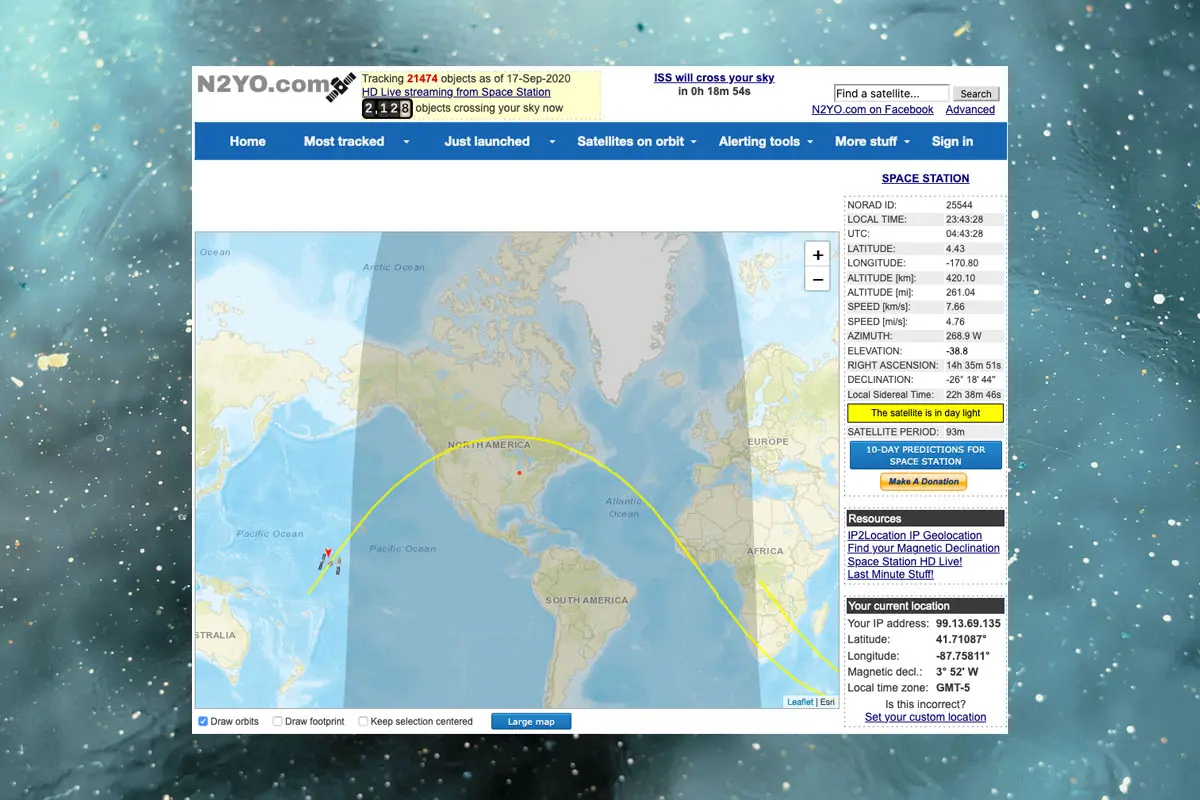 N2YO.com
Tracking 21474 objects as of 17-Sep-2020
HD Live streaming from Space Station
2,128 objects crossing your sky now
ISS will cross your sky
in 0h 18m 54s
Find a satellite... Search
N2YO.com on Facebook Advanced
Home Most tracked Just launched Satellites on orbit Alerting tools More stuff Sign in
SPACE STATION
NORAD ID: 25544
LOCAL TIME: 23:43:28
UTC: 04:43:28
LATITUDE: 4.43
LONGITUDE: -170.80
ALTITUDE [km]: 420.10
ALTITUDE [mi]: 261.04
SPEED [km/s]: 7.66
SPEED [mi/s]: 4.76
AZIMUTH: 268.9 W
ELEVATION: -38.8
RIGHT ASCENSION: 14h 35m 51s
DECLINATION: -26° 18' 44"
Local Sidereal Time: 22h 38m 46s
The satellite is in day light
SATELLITE PERIOD: 93m
10-DAY PREDICTIONS FOR
SPACE STATION
Make A Donation
Resources
IP2Location IP Geolocation
Find your Magnetic Declination
Space Station HD Live!
Last Minute Stuff!
Your current location
Your IP address: 99.13.69.135
Latitude: 41.71087°
Longitude: -87.75811°
Magnetic decl.: 3° 52' W
Local time zone: GMT-5
Is this incorrect?
Set your custom location
Ocean
Arctic Ocean
+
−
NORTH AMERICA
EUROPE
Atlantic
Ocean
Pacific Ocean
Pacific Ocean
AFRICA
SOUTH AMERICA
STRALIA
Leaflet | Esri
Draw orbits Draw footprint Keep selection centered Large map